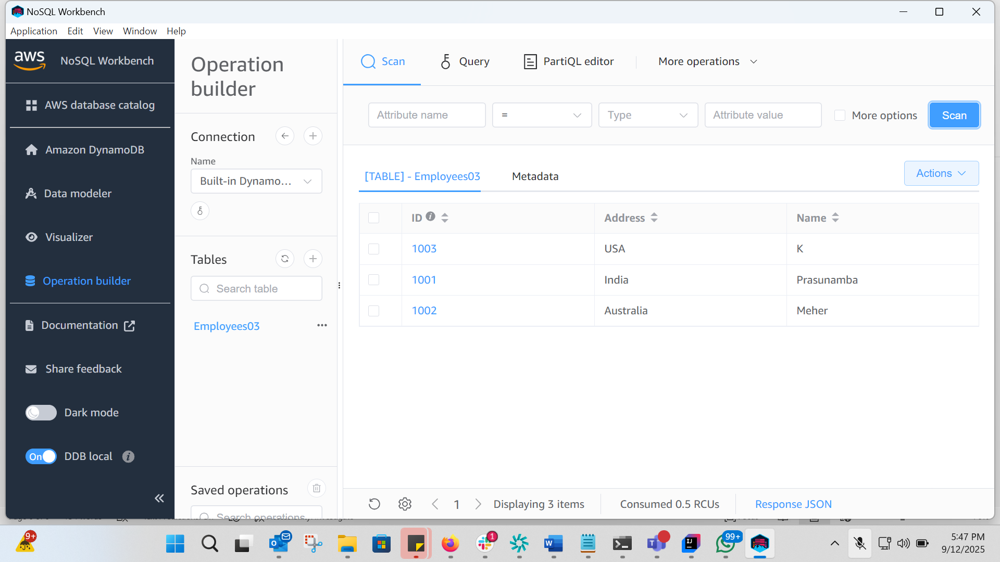 NoSQL Workbench
Application Edit View Window Help
aws NoSQL Workbench
AWS database catalog
Amazon DynamoDB
Data modeler
Visualizer
Operation builder
Documentation
Share feedback
Dark mode
On DDB local
Operation
builder
Connection
Name
Built-in Dynamo...
Tables
Search table
Employees03
Saved operations
Search operations
Scan Query PartiQL editor More operations
Attribute name = Type Attribute value More options Scan
[TABLE] - Employees03 Metadata Actions
ID Address Name
1003 USA K
1001 India Prasunamba
1002 Australia Meher
1 Displaying 3 items Consumed 0.5 RCUs Response JSON
9+
1
99+
5:47 PM
9/12/2025